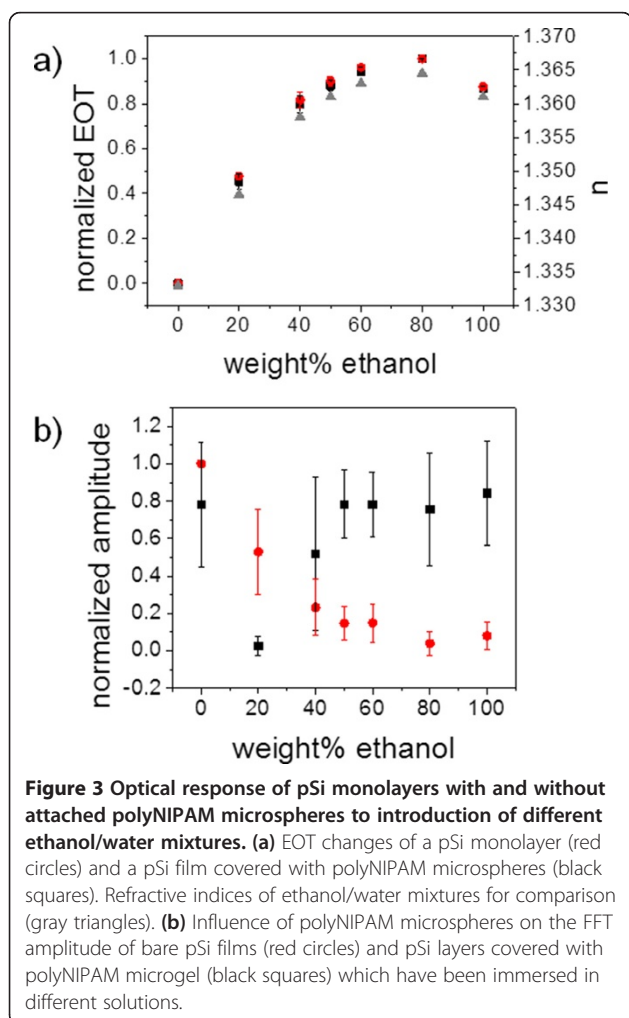 a)
normalized EOT
1.0
0.8
0.6
0.4
0.2
0.0
1.370
1.365
1.360
1.350
1.345
1.335
1.330
n
0 20 40 60 80 100
weight% ethanol
b)
normalized amplitude
1.2
1.0
0.8
0.6
0.4
0.2
0.0
-0.2
0 20 40 60 80 100
weight% ethanol
Figure 3 Optical response of pSi monolayers with and without
attached polyNIPAM microspheres to introduction of different
ethanol/water mixtures. (a) EOT changes of a pSi monolayer (red
circles) and a pSi film covered with polyNIPAM microspheres (black
squares). Refractive indices of ethanol/water mixtures for comparison
(gray triangles). (b) Influence of polyNIPAM microspheres on the FFT
amplitude of bare pSi films (red circles) and pSi layers covered with
polyNIPAM microgel (black squares) which have been immersed in
different solutions.